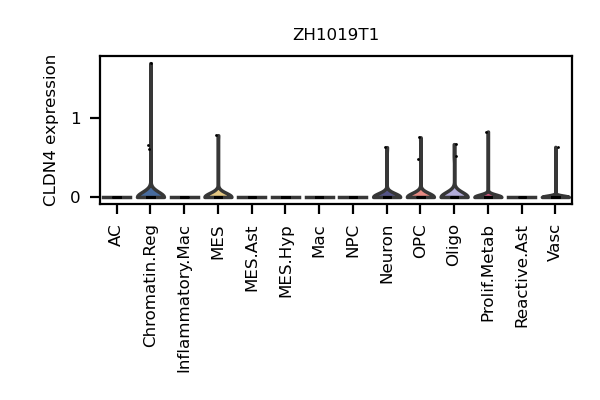 ZH1019T1
CLDN4 expression
1
0
AC
Chromatin.Reg
Inflammatory.Mac
MES
MES.Ast
MES.Hyp
Mac
NPC
Neuron
OPC
Oligo
Prolif.Metab
Reactive.Ast
Vasc